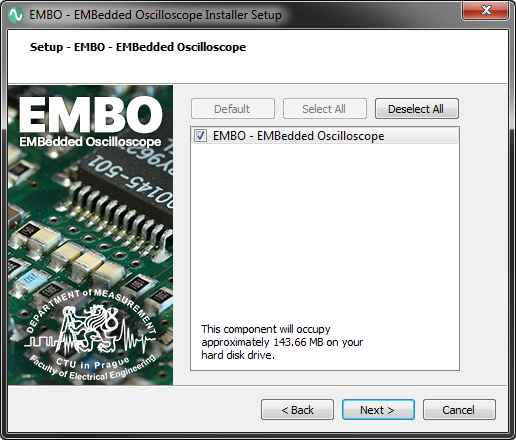 EMBO - EMBedded Oscilloscope Installer Setup
Setup - EMBO - EMBedded Oscilloscope
EMBO
EMBedded Oscilloscope
00145-501
DEPARTMENT of MEASUREMENT
CTU in Prague
Faculty of Electrical Engineering
Default
Select All
Deselect All
EMBO - EMBedded Oscilloscope
This component will occupy
approximately 143.66 MB on your
hard disk drive.
< Back
Next >
Cancel